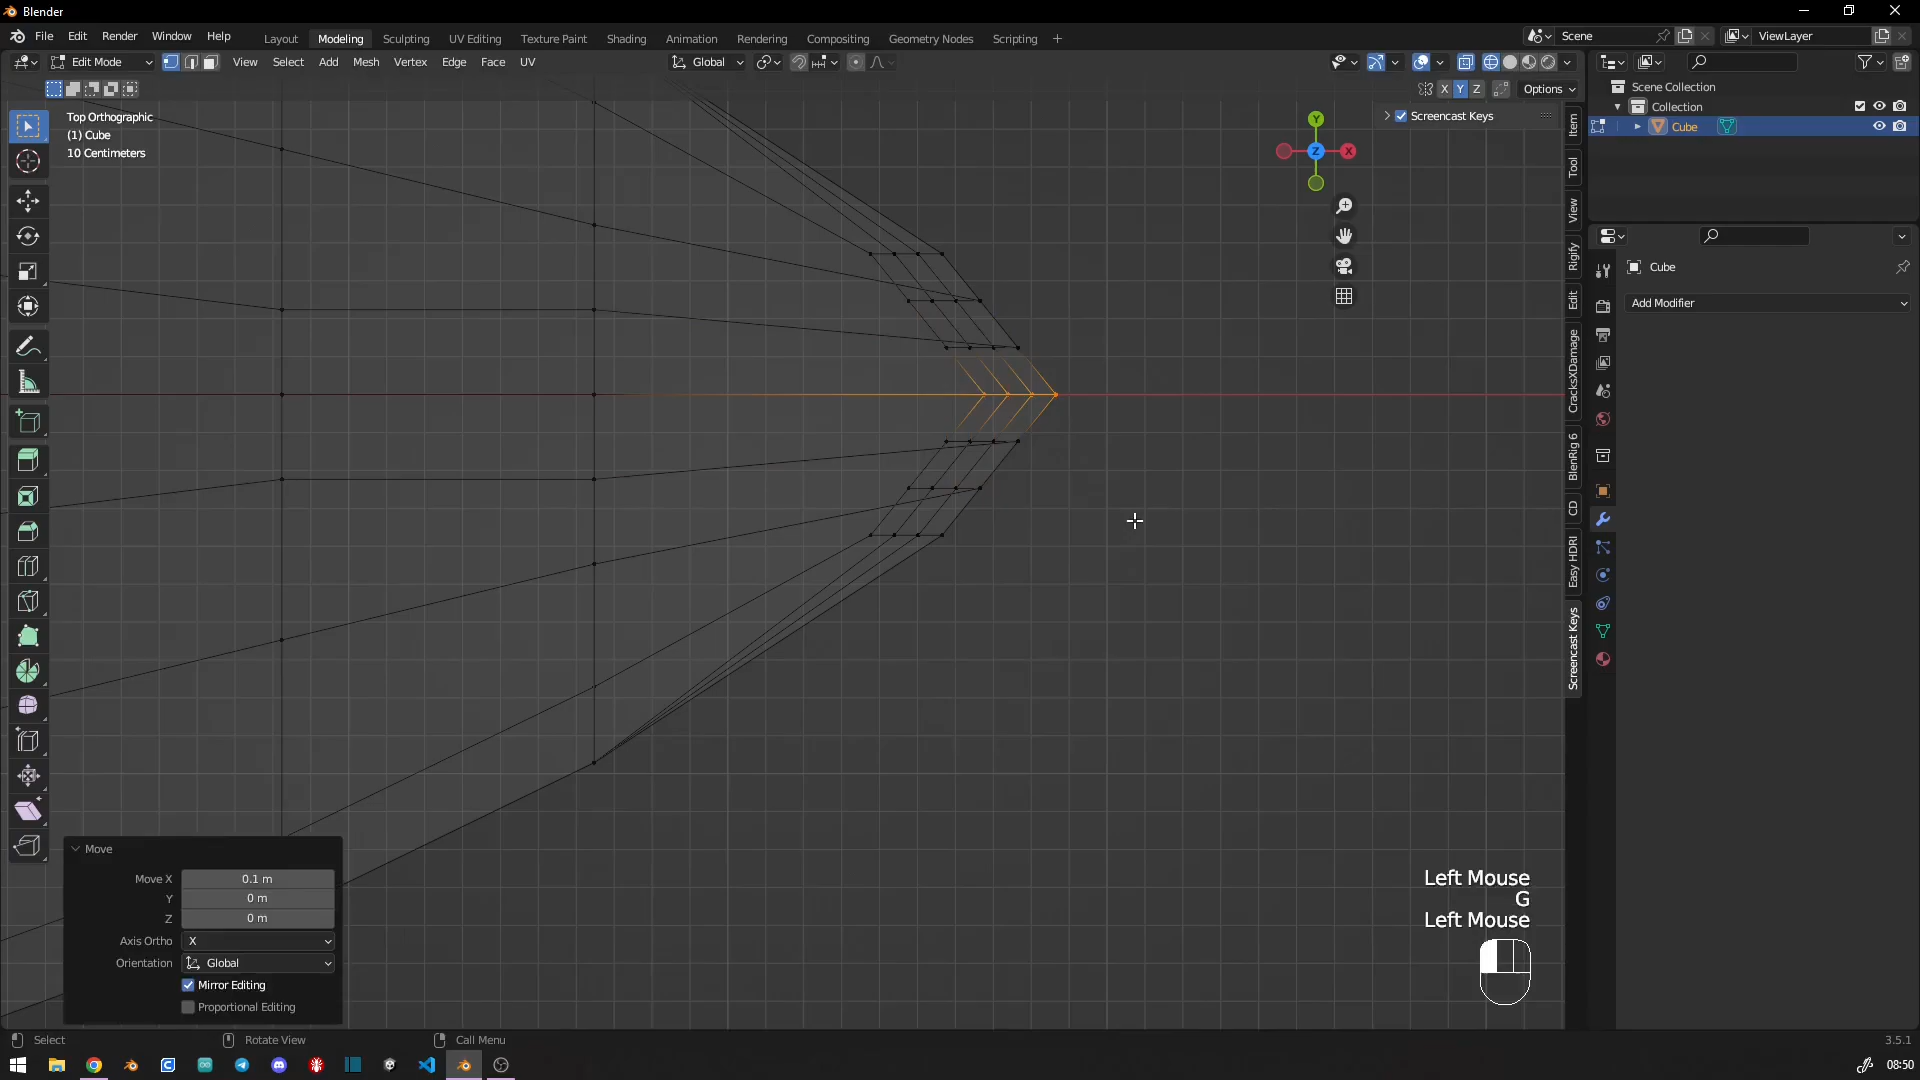 Blender
File Edit Render Window Help
Layout Modeling Sculpting UV Editing Texture Paint Shading Animation Rendering Compositing Geometry Nodes Scripting +
Scene
ViewLayer
Edit Mode View Select Add Mesh Vertex Edge Face UV
Global
X Y Z Options
Top Orthographic
(1) Cube
10 Centimeters
Y
X
Z
Screencast Keys
Item
Tool
View
Rigify
Edit
CracksXDamage
BlenRig 6
CD
Easy HDRI
Screencast Keys
Scene Collection
Collection
Cube
Cube
Add Modifier
Move
Move X 0.1 m
Y 0 m
Z 0 m
Axis Ortho X
Orientation Global
Mirror Editing
Proportional Editing
Left Mouse
G
Left Mouse
Select Rotate View Call Menu
3.5.1
08:50